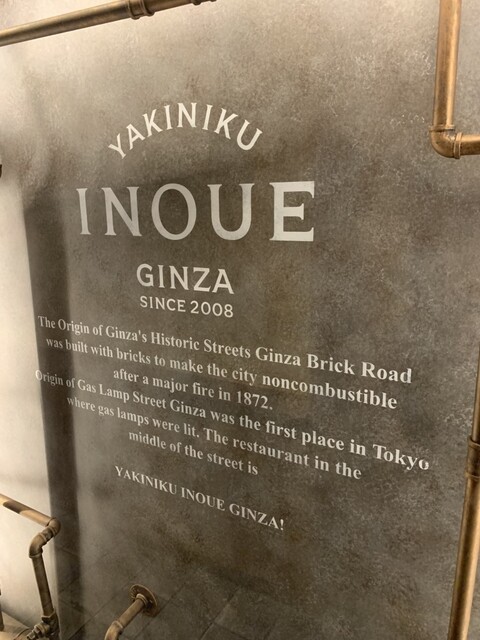 YAKINIKU
INOUE
GINZA
SINCE 2008
The Origin of Ginza's Historic Streets Ginza Brick Road
was built with bricks to make the city noncombustible
after a major fire in 1872.
Origin of Gas Lamp Street Ginza was the first place in Tokyo
where gas lamps were lit. The restaurant in the
middle of the street is
YAKINIKU INOUE GINZA!